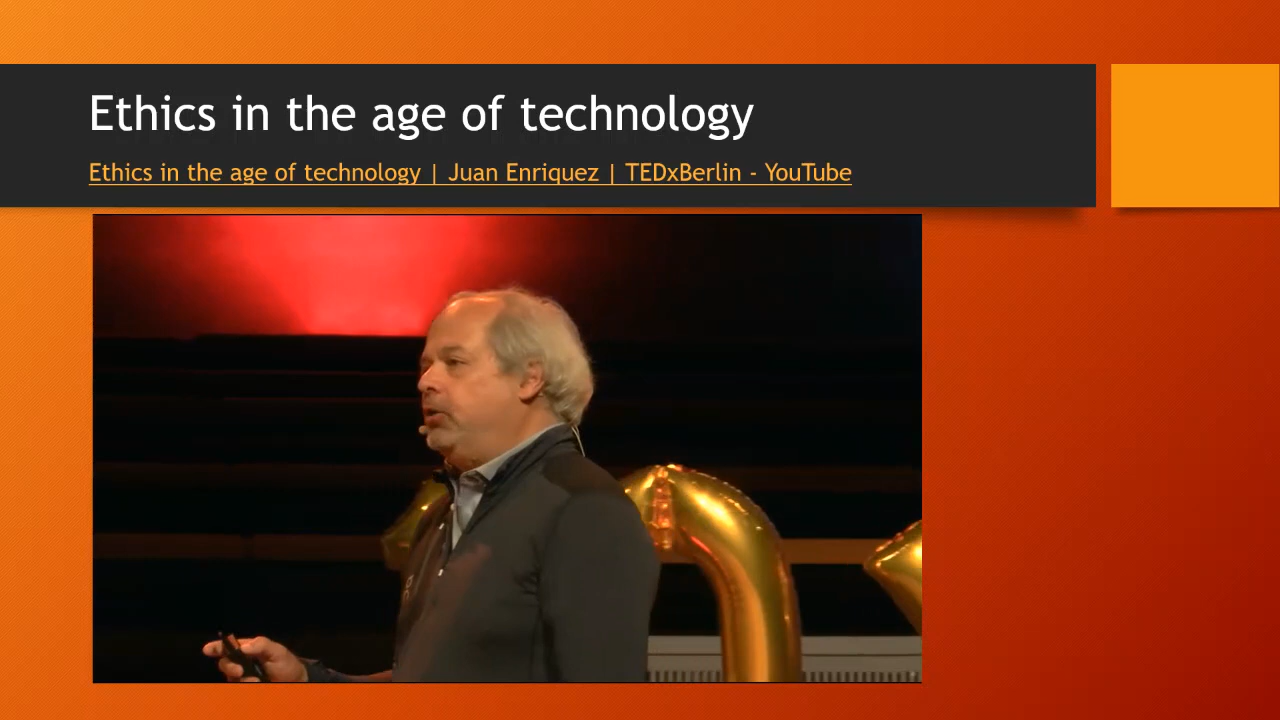 Ethics in the age of technology
Ethics in the age of technology | Juan Enriquez | TEDxBerlin - YouTube